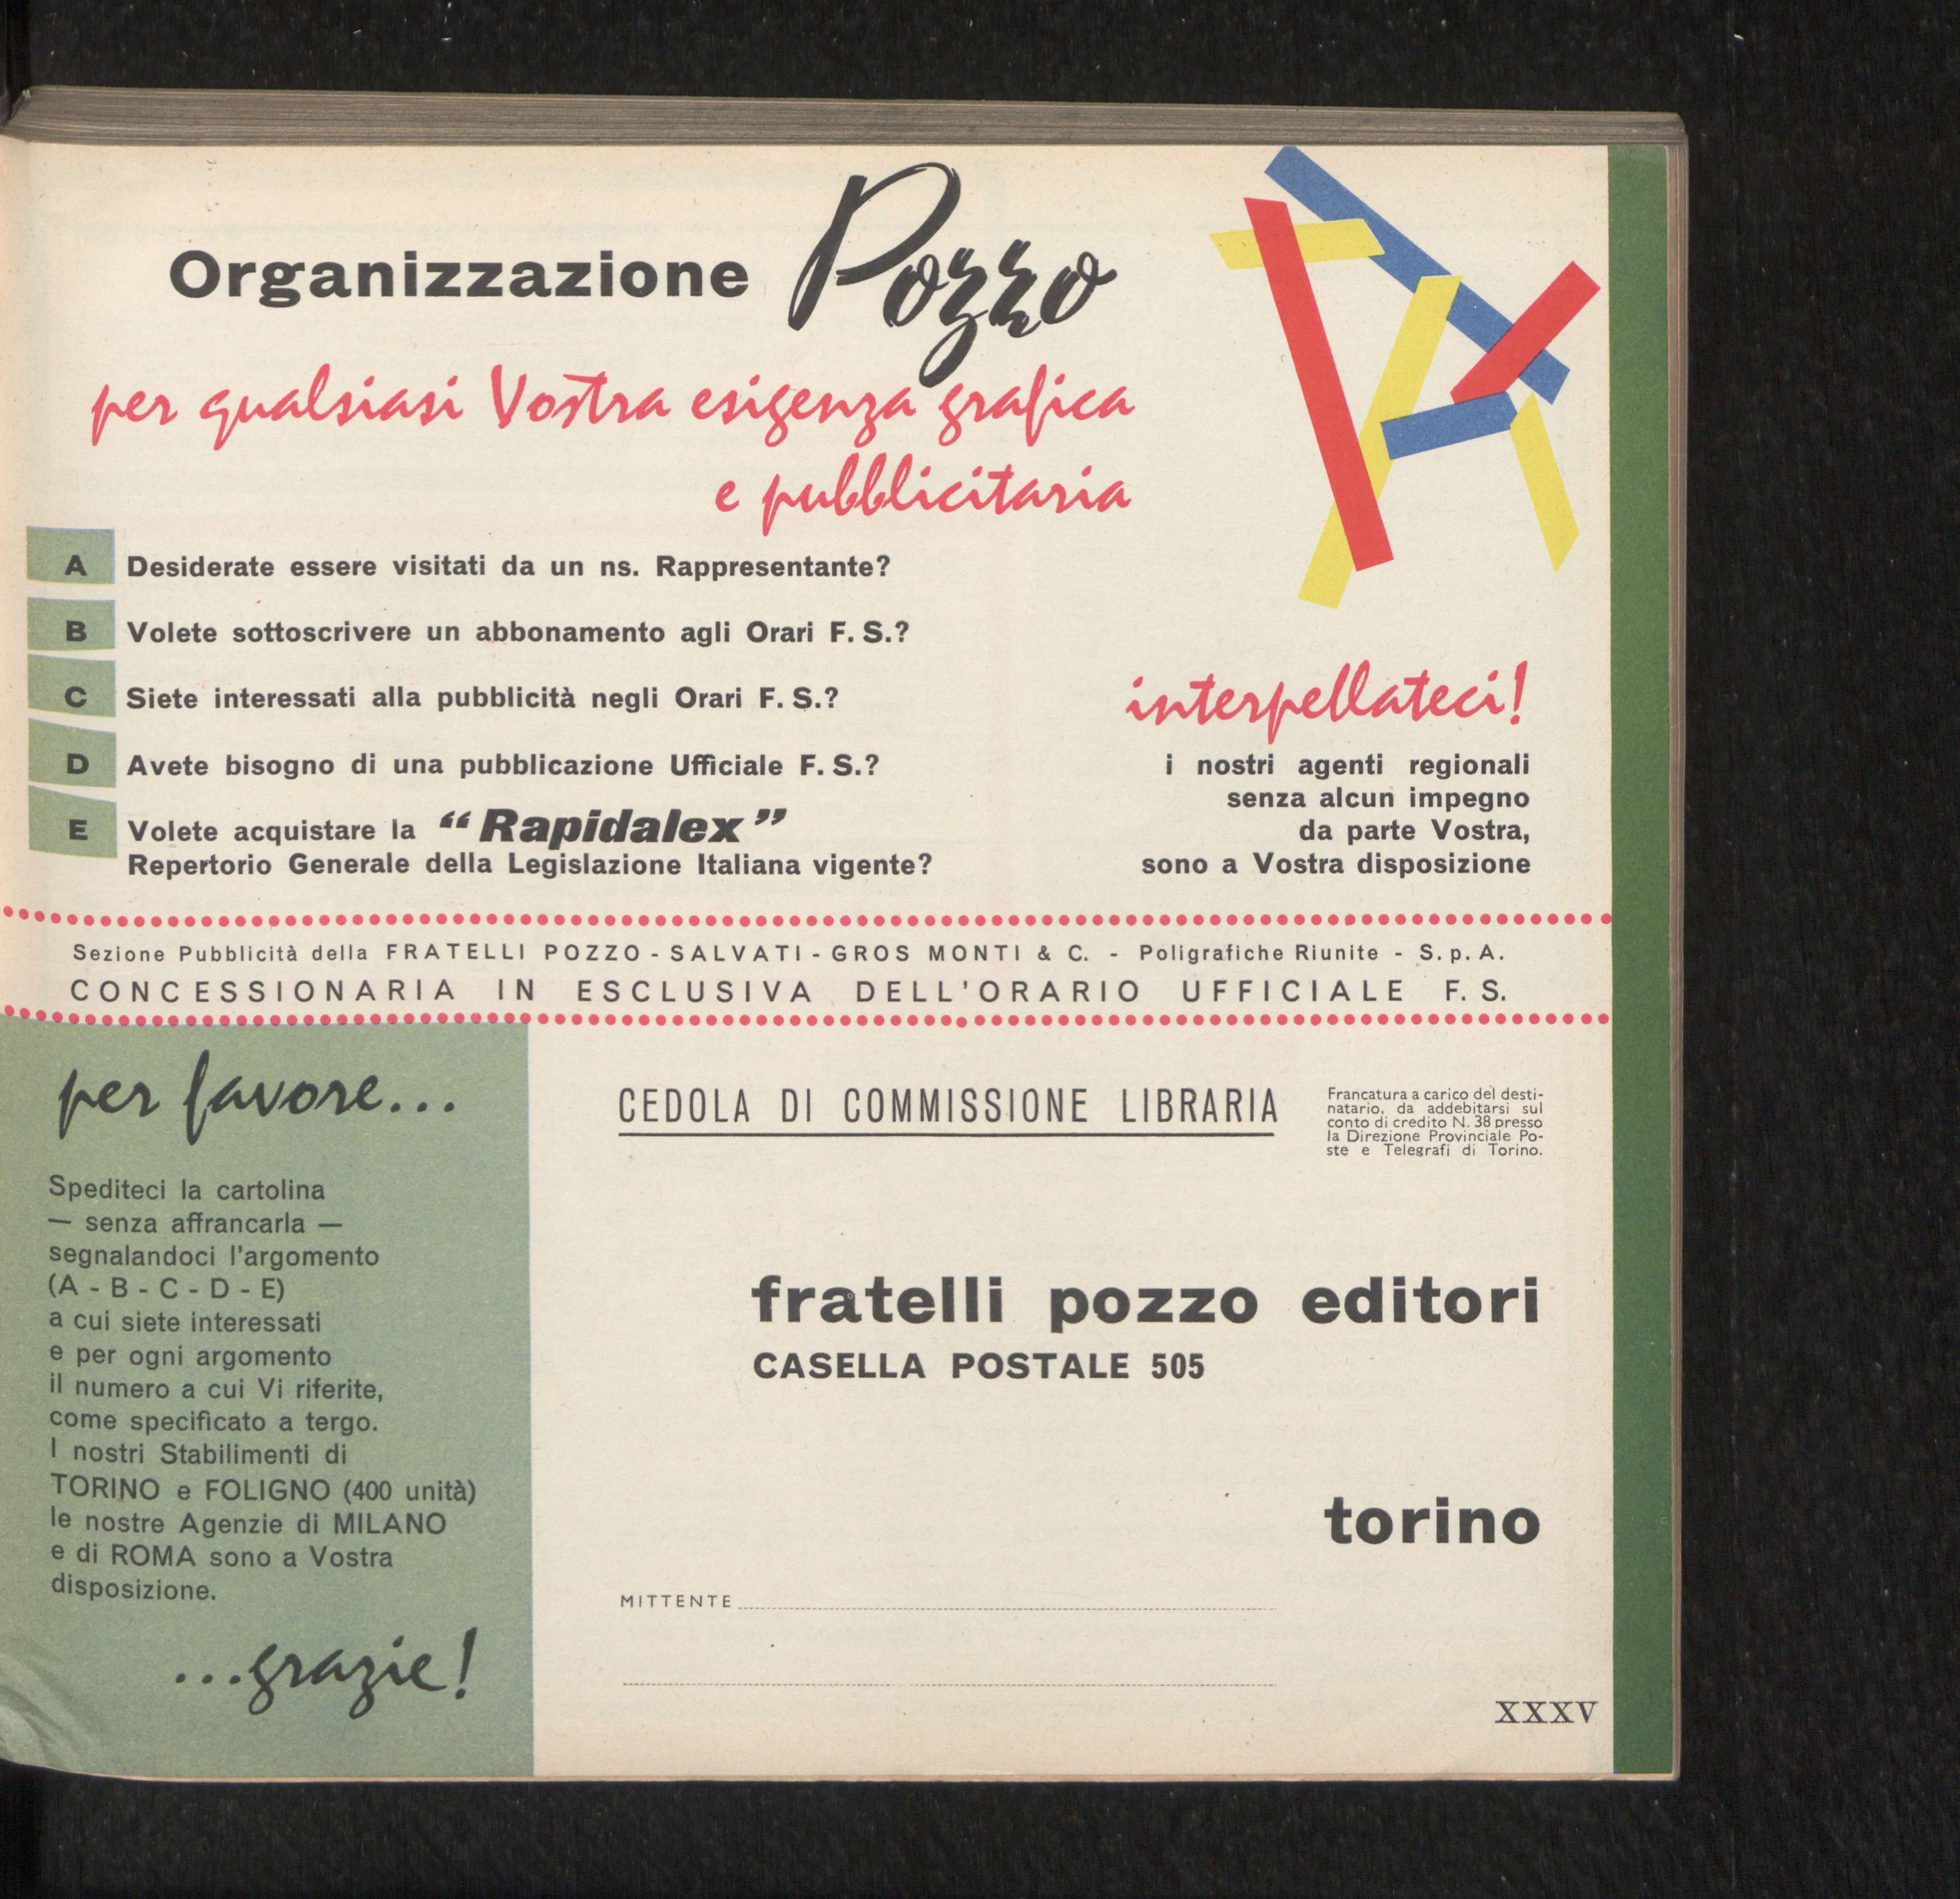 Organizzazione Pozzo
per qualsiasi Vostra esigenza grafica
e pubblicitaria
A Desiderate essere visitati da un ns. Rappresentante?
B Volete sottoscrivere un abbonamento agli Orari F. S.?
C Siete interessati alla pubblicità negli Orari F. S.?
D Avete bisogno di una pubblicazione Ufficiale F. S.?
E Volete acquistare la “Rapidalex”
Repertorio Generale della Legislazione Italiana vigente?
interpellateci!
i nostri agenti regionali
senza alcun impegno
da parte Vostra,
sono a Vostra disposizione
Sezione Pubblicità della FRATELLI POZZO - SALVATI - GROS MONTI & C. - Poligrafiche Riunite - S. p. A.
CONCESSIONARIA IN ESCLUSIVA DELL'ORARIO UFFICIALE F. S.
per favore...
Spediteci la cartolina
— senza affrancarla —
segnalandoci l'argomento
(A - B - C - D - E)
a cui siete interessati
e per ogni argomento
il numero a cui Vi riferite,
come specificato a tergo.
I nostri Stabilimenti di
TORINO e FOLIGNO (400 unità)
le nostre Agenzie di MILANO
e di ROMA sono a Vostra
disposizione.
...grazie!
CEDOLA DI COMMISSIONE LIBRARIA
Francatura a carico del desti-
natario, da addebitarsi sul
conto di credito N. 38 presso
la Direzione Provinciale Po-
ste e Telegrafi di Torino.
fratelli pozzo editori
CASELLA POSTALE 505
torino
MITTENTE
XXXV